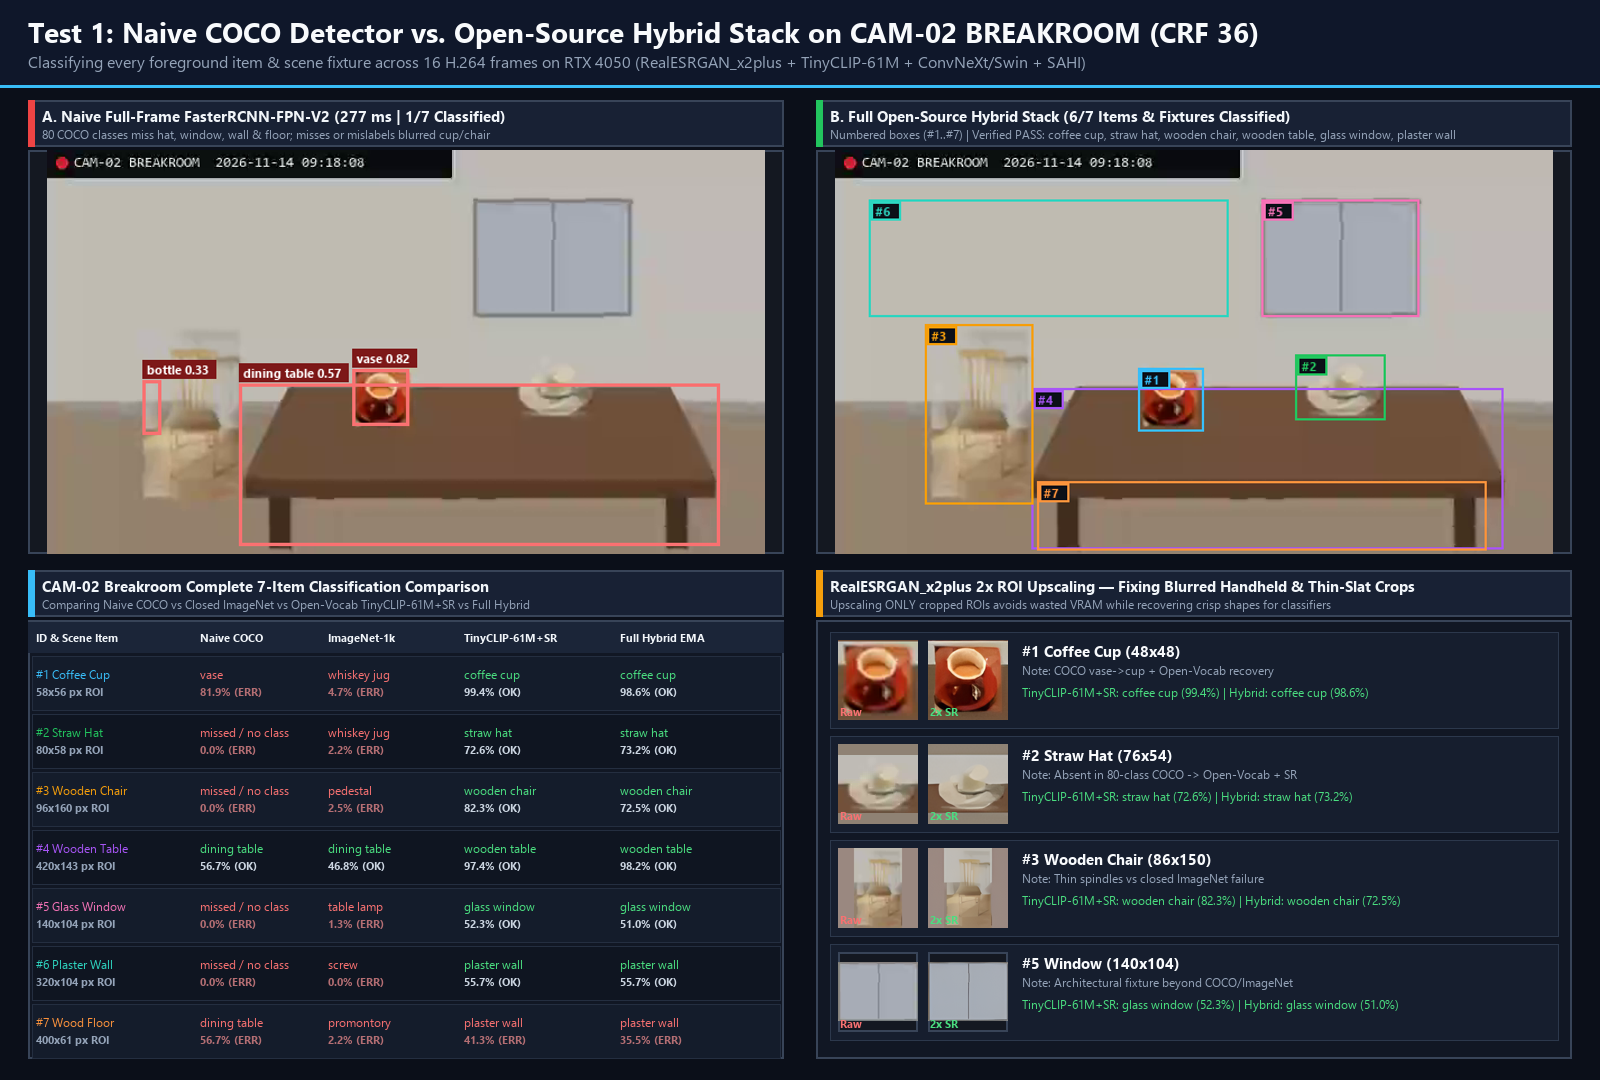 Test 1: Naive COCO Detector vs. Open-Source Hybrid Stack on CAM-02 BREAKROOM (CRF 36)
Classifying every foreground item & scene fixture across 16 H.264 frames on RTX 4050 (RealESRGAN_x2plus + TinyCLIP-61M + ConvNeXt/Swin + SAHI)
A. Naive Full-Frame FasterRCNN-FPN-V2 (277 ms | 1/7 Classified)
80 COCO classes miss hat, window, wall & floor; misses or mislabels blurred cup/chair
CAM-02 BREAKROOM 2026-11-14 09:18:08
vase 0.82
bottle 0.33
dining table 0.57
B. Full Open-Source Hybrid Stack (6/7 Items & Fixtures Classified)
Numbered boxes (#1..#7) | Verified PASS: coffee cup, straw hat, wooden chair, wooden table, glass window, plaster wall
CAM-02 BREAKROOM 2026-11-14 09:18:08
#6
#5
#3
#2
#1
#4
#7
CAM-02 Breakroom Complete 7-Item Classification Comparison
Comparing Naive COCO vs Closed ImageNet vs Open-Vocab TinyCLIP-61M+SR vs Full Hybrid
ID & Scene Item Naive COCO ImageNet-1k TinyCLIP-61M+SR Full Hybrid EMA
#1 Coffee Cup vase whiskey jug coffee cup coffee cup
58x56 px ROI 81.9% (ERR) 4.7% (ERR) 99.4% (OK) 98.6% (OK)
#2 Straw Hat missed / no class whiskey jug straw hat straw hat
80x58 px ROI 0.0% (ERR) 2.2% (ERR) 72.6% (OK) 73.2% (OK)
#3 Wooden Chair missed / no class pedestal wooden chair wooden chair
96x160 px ROI 0.0% (ERR) 2.5% (ERR) 82.3% (OK) 72.5% (OK)
#4 Wooden Table dining table dining table wooden table wooden table
420x143 px ROI 56.7% (OK) 46.8% (OK) 97.4% (OK) 98.2% (OK)
#5 Glass Window missed / no class table lamp glass window glass window
140x104 px ROI 0.0% (ERR) 1.3% (ERR) 52.3% (OK) 51.0% (OK)
#6 Plaster Wall missed / no class screw plaster wall plaster wall
320x104 px ROI 0.0% (ERR) 0.0% (ERR) 55.7% (OK) 55.7% (OK)
#7 Wood Floor dining table promontory plaster wall plaster wall
400x61 px ROI 56.7% (ERR) 2.2% (ERR) 41.3% (ERR) 35.5% (ERR)
RealESRGAN_x2plus 2x ROI Upscaling — Fixing Blurred Handheld & Thin-Slat Crops
Upscaling ONLY cropped ROIs avoids wasted VRAM while recovering crisp shapes for classifiers
Raw 2x SR
#1 Coffee Cup (48x48)
Note: COCO vase->cup + Open-Vocab recovery
TinyCLIP-61M+SR: coffee cup (99.4%) | Hybrid: coffee cup (98.6%)
Raw 2x SR
#2 Straw Hat (76x54)
Note: Absent in 80-class COCO -> Open-Vocab + SR
TinyCLIP-61M+SR: straw hat (72.6%) | Hybrid: straw hat (73.2%)
Raw 2x SR
#3 Wooden Chair (86x150)
Note: Thin spindles vs closed ImageNet failure
TinyCLIP-61M+SR: wooden chair (82.3%) | Hybrid: wooden chair (72.5%)
Raw 2x SR
#5 Window (140x104)
Note: Architectural fixture beyond COCO/ImageNet
TinyCLIP-61M+SR: glass window (52.3%) | Hybrid: glass window (51.0%)